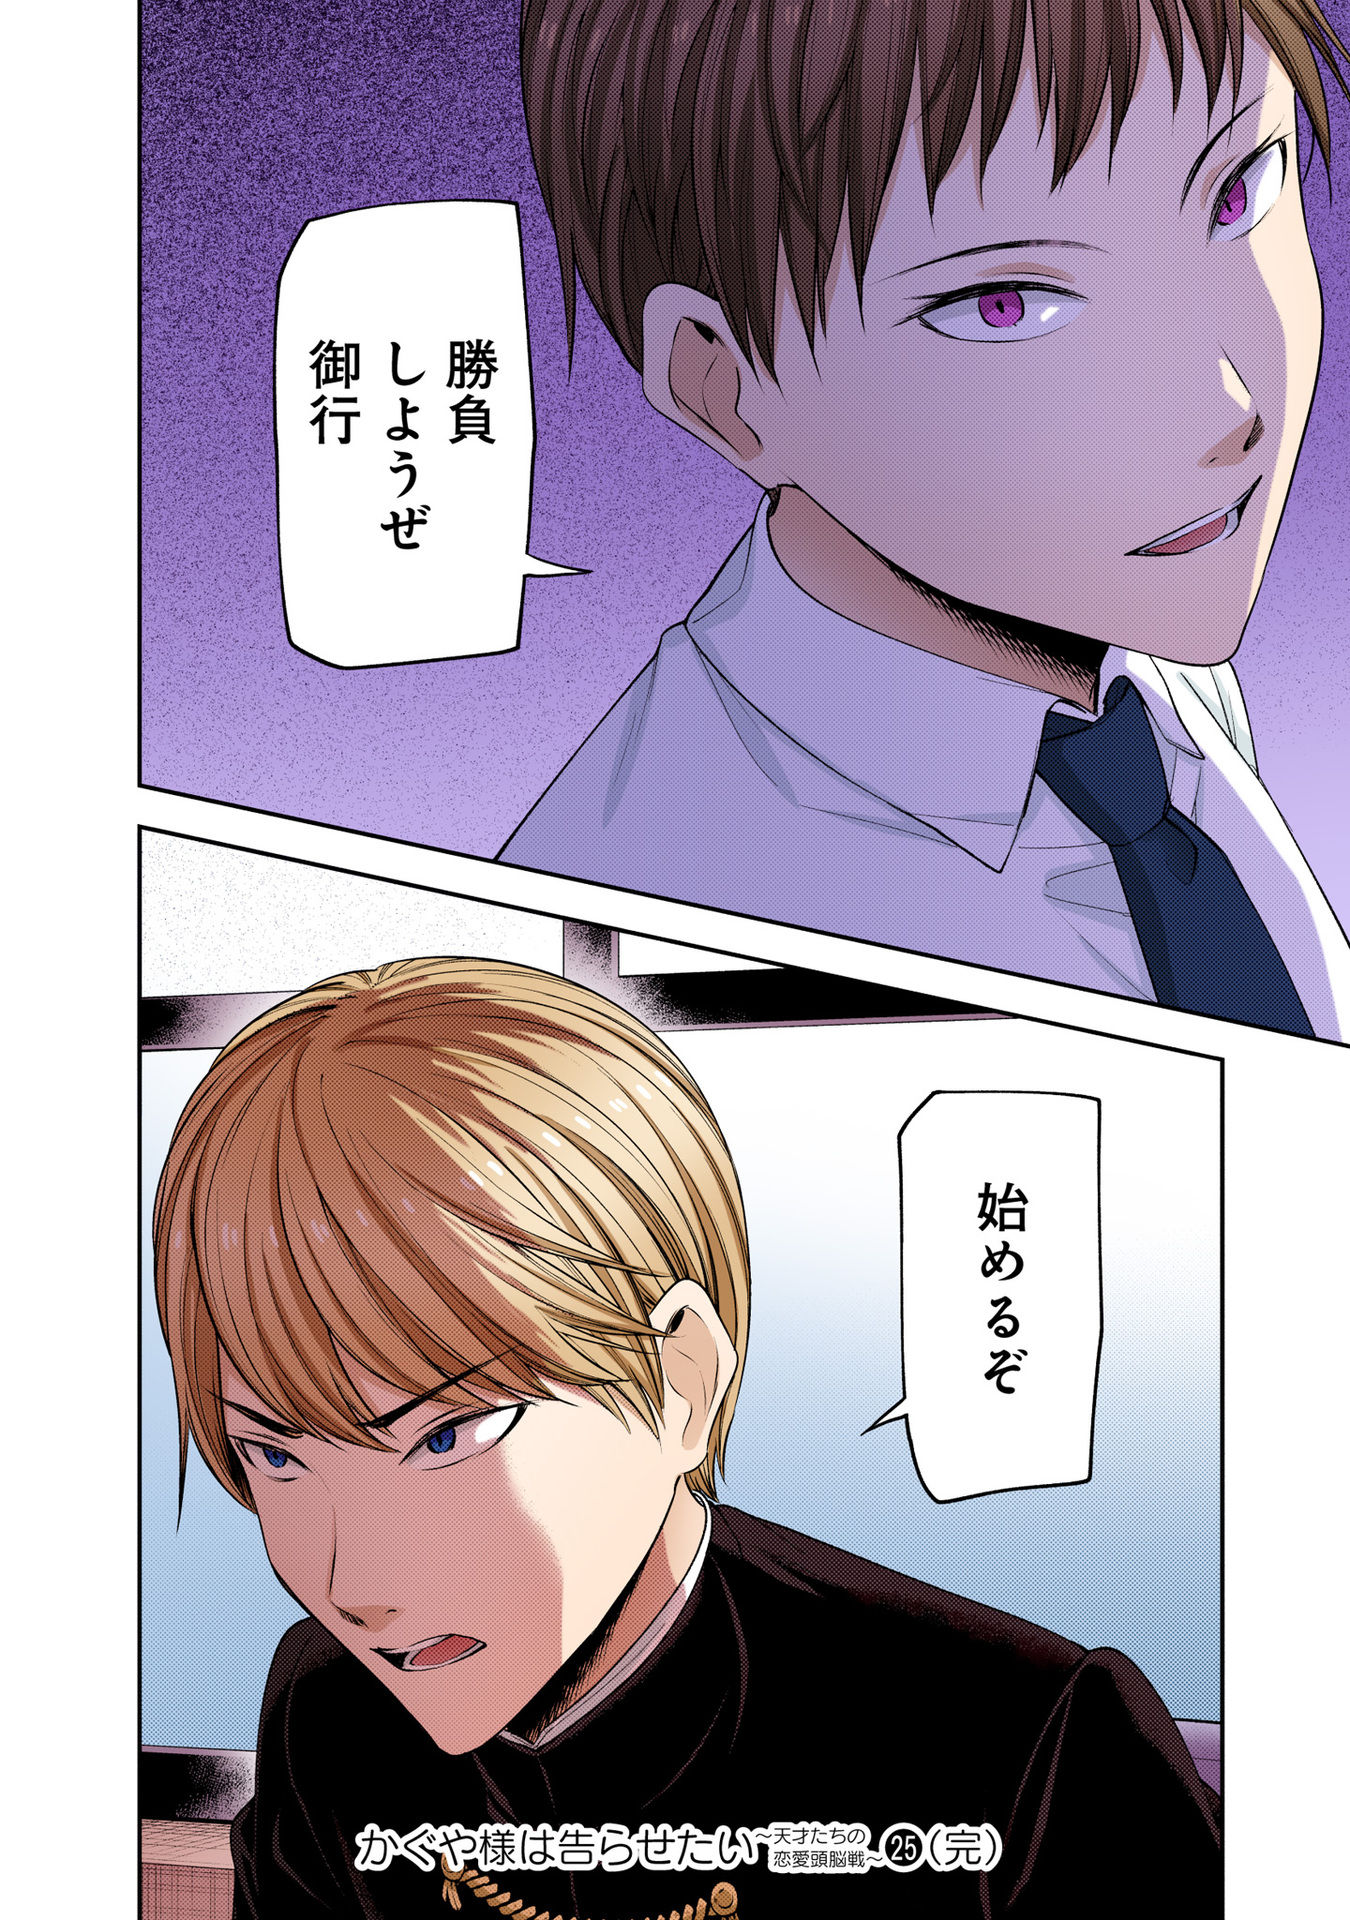 勝負
しようぜ
御行
始めるぞ
かぐや様は告らせたい~天才たちの
恋愛頭脳戦~25(完)